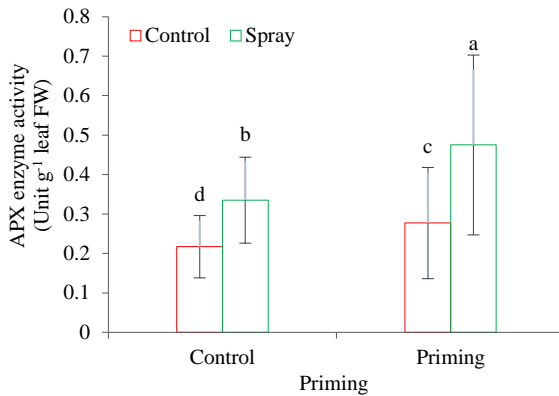 0.8
0.7
0.6
0.5
0.4
0.3
0.2
0.1
0
APX enzyme activity
(Unit g⁻¹ leaf FW)
Control Spray
d b c a
Control Priming
Priming